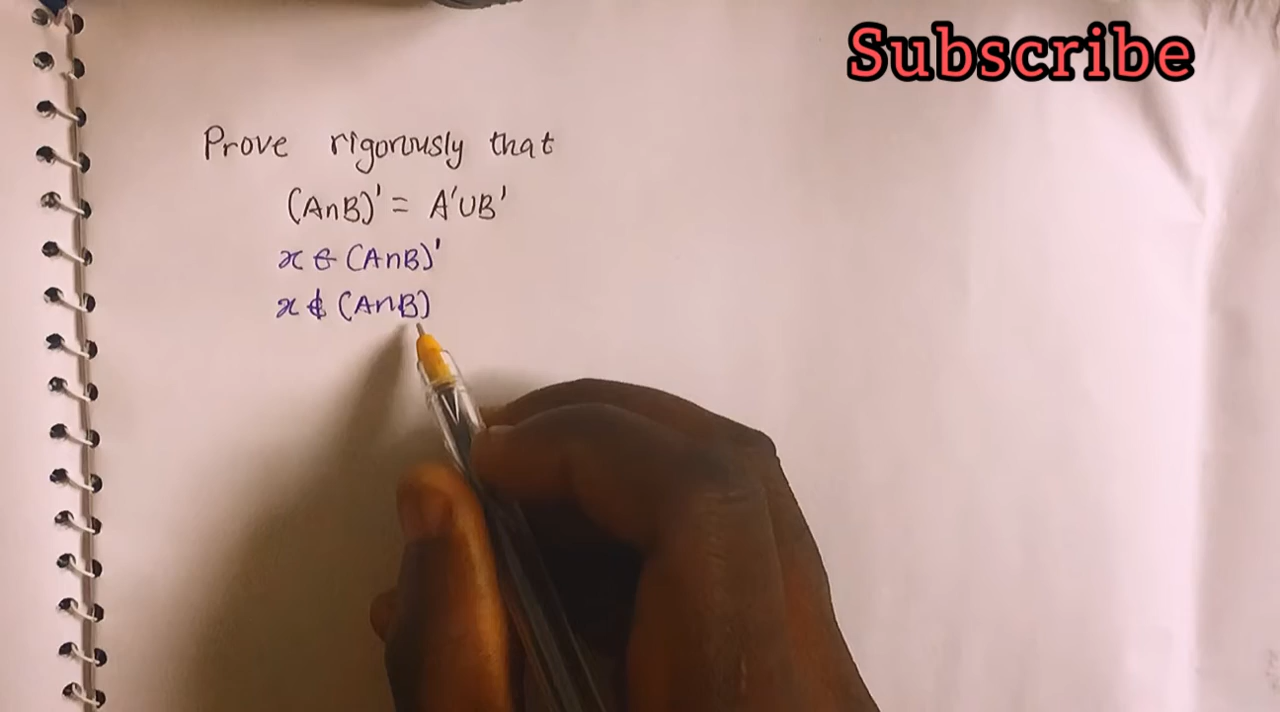 Subscribe
Prove rigorously that
(A∩B)' = A'∪B'
x ∈ (A∩B)'
x ∉ (A∩B)